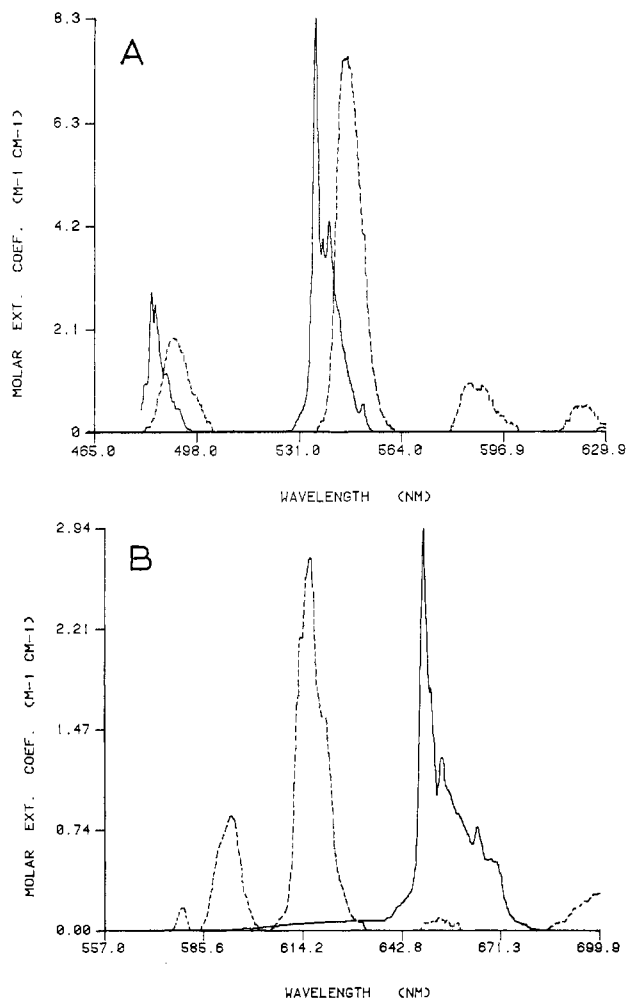 A
MOLAR EXT. COEF. (M-1 CM-1)
8.3
6.3
4.2
2.1
0
465.0 498.0 531.0 564.0 596.9 629.9
WAVELENGTH (NM)
B
MOLAR EXT. COEF. (M-1 CM-1)
2.94
2.21
1.47
0.74
0.00
557.0 585.6 614.2 642.8 671.3 699.9
WAVELENGTH (NM)